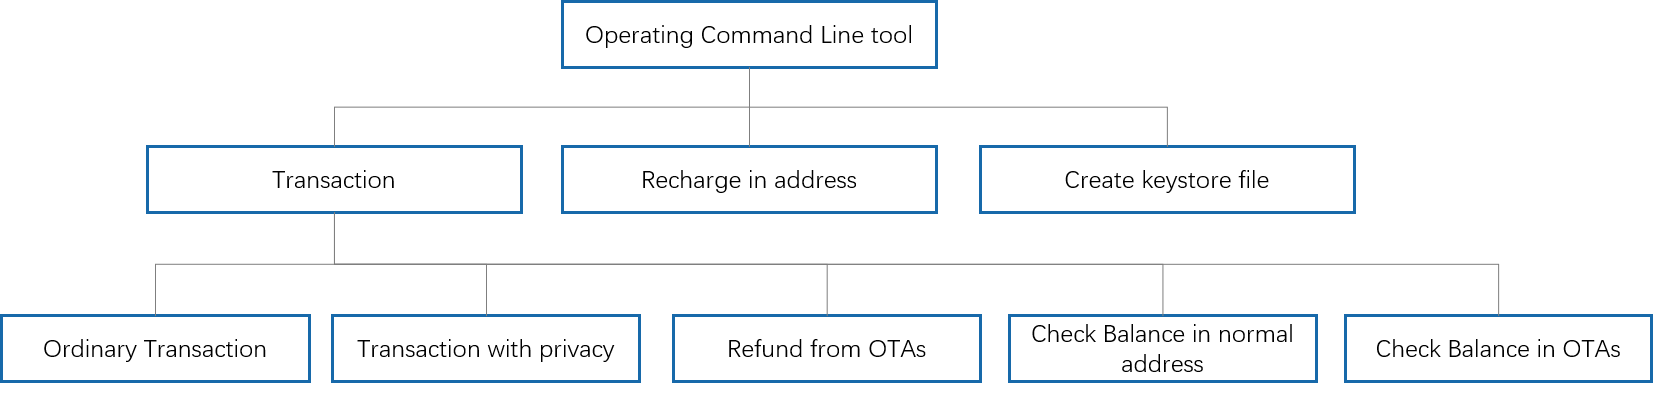 Operating Command Line tool
Transaction
Recharge in address
Create keystore file
Ordinary Transaction
Transaction with privacy
Refund from OTAs
Check Balance in normal
address
Check Balance in OTAs